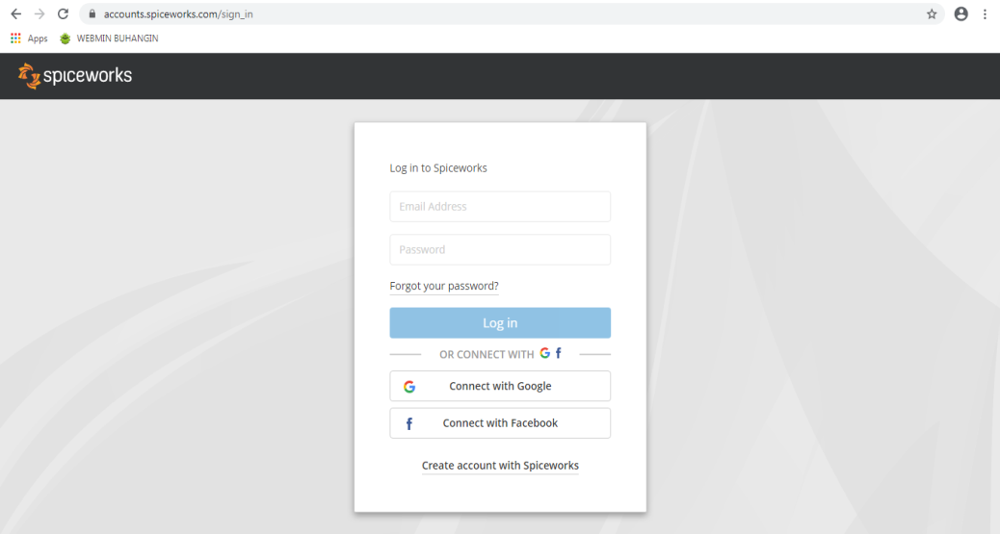 accounts.spiceworks.com/sign_in
Apps WEBMIN BUHANGIN
spiceworks
Log in to Spiceworks
Email Address
Password
Forgot your password?
Log in
OR CONNECT WITH G f
G Connect with Google
f Connect with Facebook
Create account with Spiceworks